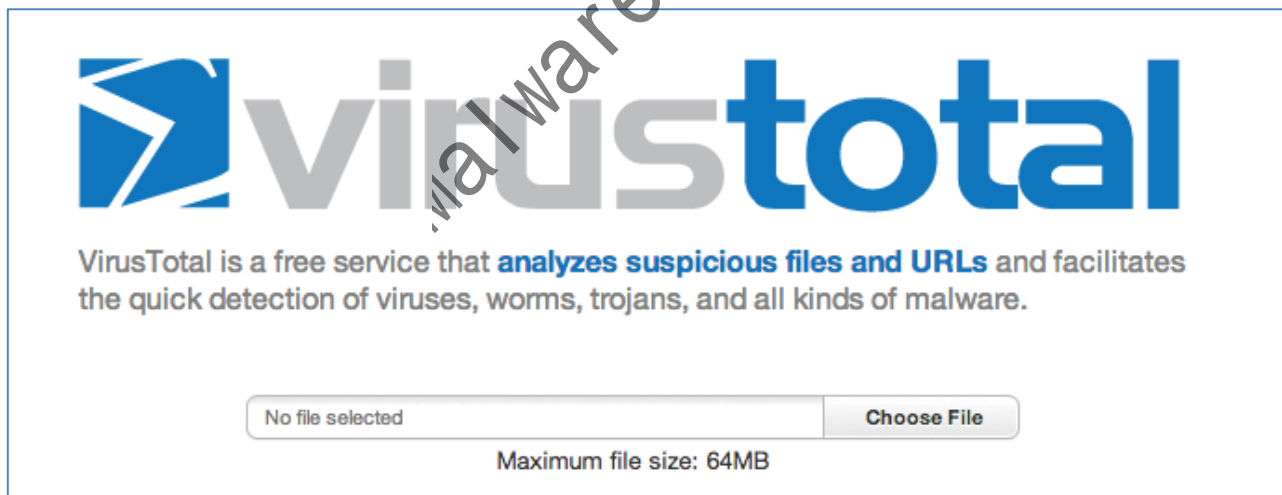 Malware
virustotal
VirusTotal is a free service that analyzes suspicious files and URLs and facilitates
the quick detection of viruses, worms, trojans, and all kinds of malware.
No file selected
Choose File
Maximum file size: 64MB